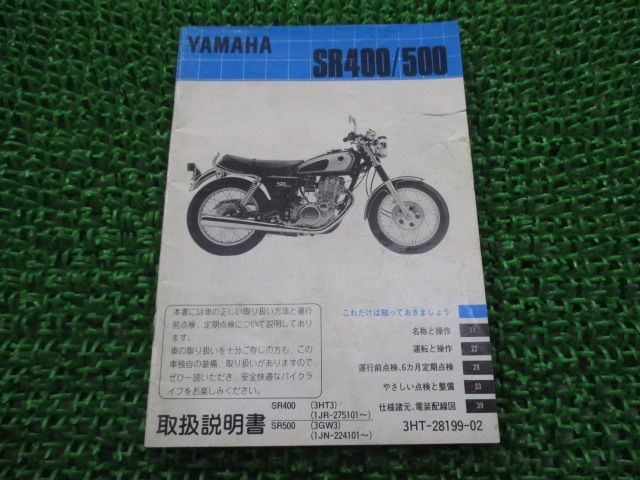 YAMAHA
SR400/500
本書には車の正しい取り扱い方法と運行
前点検、定期点検について説明してあり
ます。
車の取り扱いを十分ご存じの方も、この
車独自の装備、取り扱いがありますので、
ぜひ一読いただき、安全快適なバイクラ
イフをお楽しみください。
これだけは知っておきましょう
名称と操作 11
運転と操作 22
運行前点検、6カ月定期点検 28
やさしい点検と整備 33
仕様諸元、電装配線図 39
SR400 (3HT3)
(1JR-275101~)
SR500 (3GW3)
(1JN-224101~)
取扱説明書
3HT-28199-02